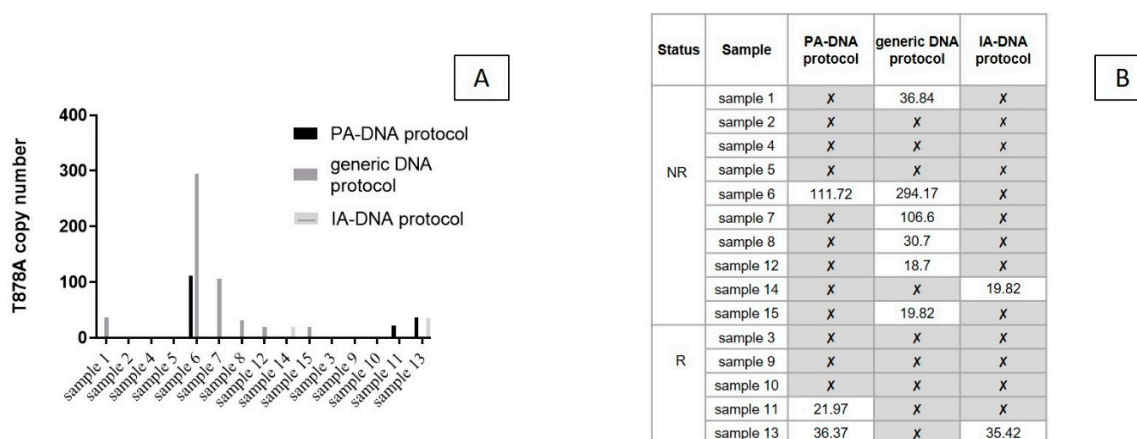 A
400
300
200
100
0
T878A copy number
PA-DNA protocol
generic DNA
protocol
IA-DNA protocol
sample 1
sample 2
sample 4
sample 5
sample 6
sample 7
sample 8
sample 12
sample 14
sample 15
sample 3
sample 9
sample 10
sample 11
sample 13
B
Status Sample PA-DNA protocol generic DNA protocol IA-DNA protocol
NR
sample 1 ✗ 36.84 ✗
sample 2 ✗ ✗ ✗
sample 4 ✗ ✗ ✗
sample 5 ✗ ✗ ✗
sample 6 111.72 294.17 ✗
sample 7 ✗ 106.6 ✗
sample 8 ✗ 30.7 ✗
sample 12 ✗ 18.7 ✗
sample 14 ✗ ✗ 19.82
sample 15 ✗ 19.82 ✗
R
sample 3 ✗ ✗ ✗
sample 9 ✗ ✗ ✗
sample 10 ✗ ✗ ✗
sample 11 21.97 ✗ ✗
sample 13 36.37 ✗ 35.42